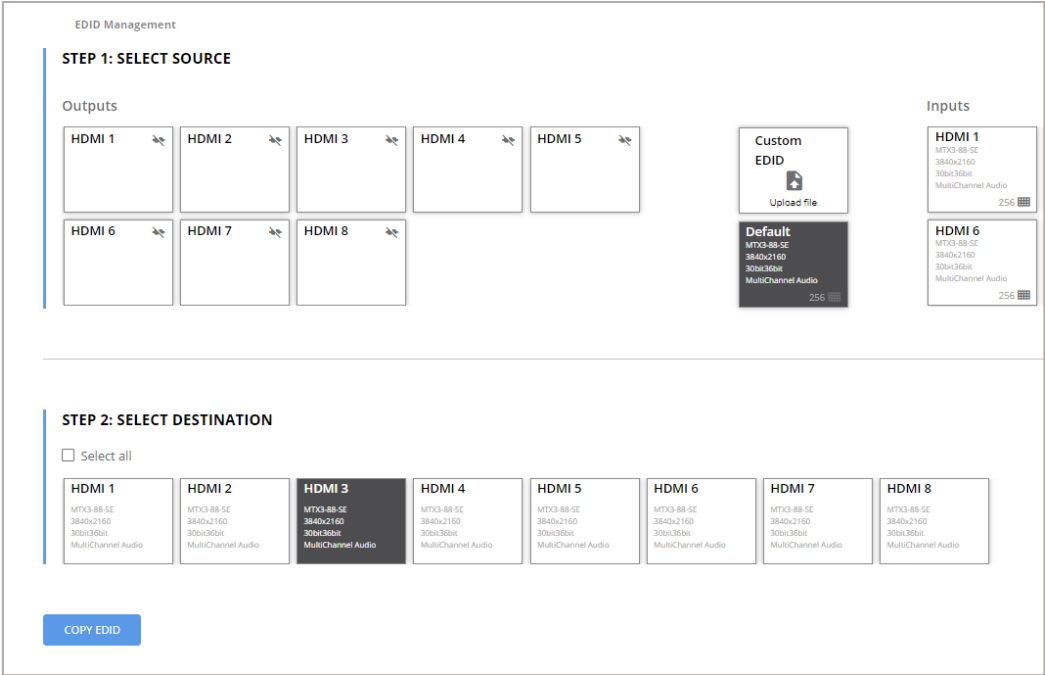 EDID Management
STEP 1: SELECT SOURCE
Outputs
Inputs
HDMI 1
HDMI 2
HDMI 3
HDMI 4
HDMI 5
Custom
EDID
Upload file
HDMI 1
MTX3-88-SE
3840x2160
30bit36bit
MultiChannel Audio
256
HDMI 6
HDMI 7
HDMI 8
Default
MTX3-88-SE
3840x2160
30bit36bit
MultiChannel Audio
256
HDMI 6
MTX3-88-SE
3840x2160
30bit36bit
MultiChannel Audio
256
STEP 2: SELECT DESTINATION
Select all
HDMI 1
MTX3-88-SE
3840x2160
30bit36bit
MultiChannel Audio
HDMI 2
MTX3-88-SE
3840x2160
30bit36bit
MultiChannel Audio
HDMI 3
MTX3-88-SE
3840x2160
30bit36bit
MultiChannel Audio
HDMI 4
MTX3-88-SE
3840x2160
30bit36bit
MultiChannel Audio
HDMI 5
MTX3-88-SE
3840x2160
30bit36bit
MultiChannel Audio
HDMI 6
MTX3-88-SE
3840x2160
30bit36bit
MultiChannel Audio
HDMI 7
MTX3-88-SE
3840x2160
30bit36bit
MultiChannel Audio
HDMI 8
MTX3-88-SE
3840x2160
30bit36bit
MultiChannel Audio
COPY EDID